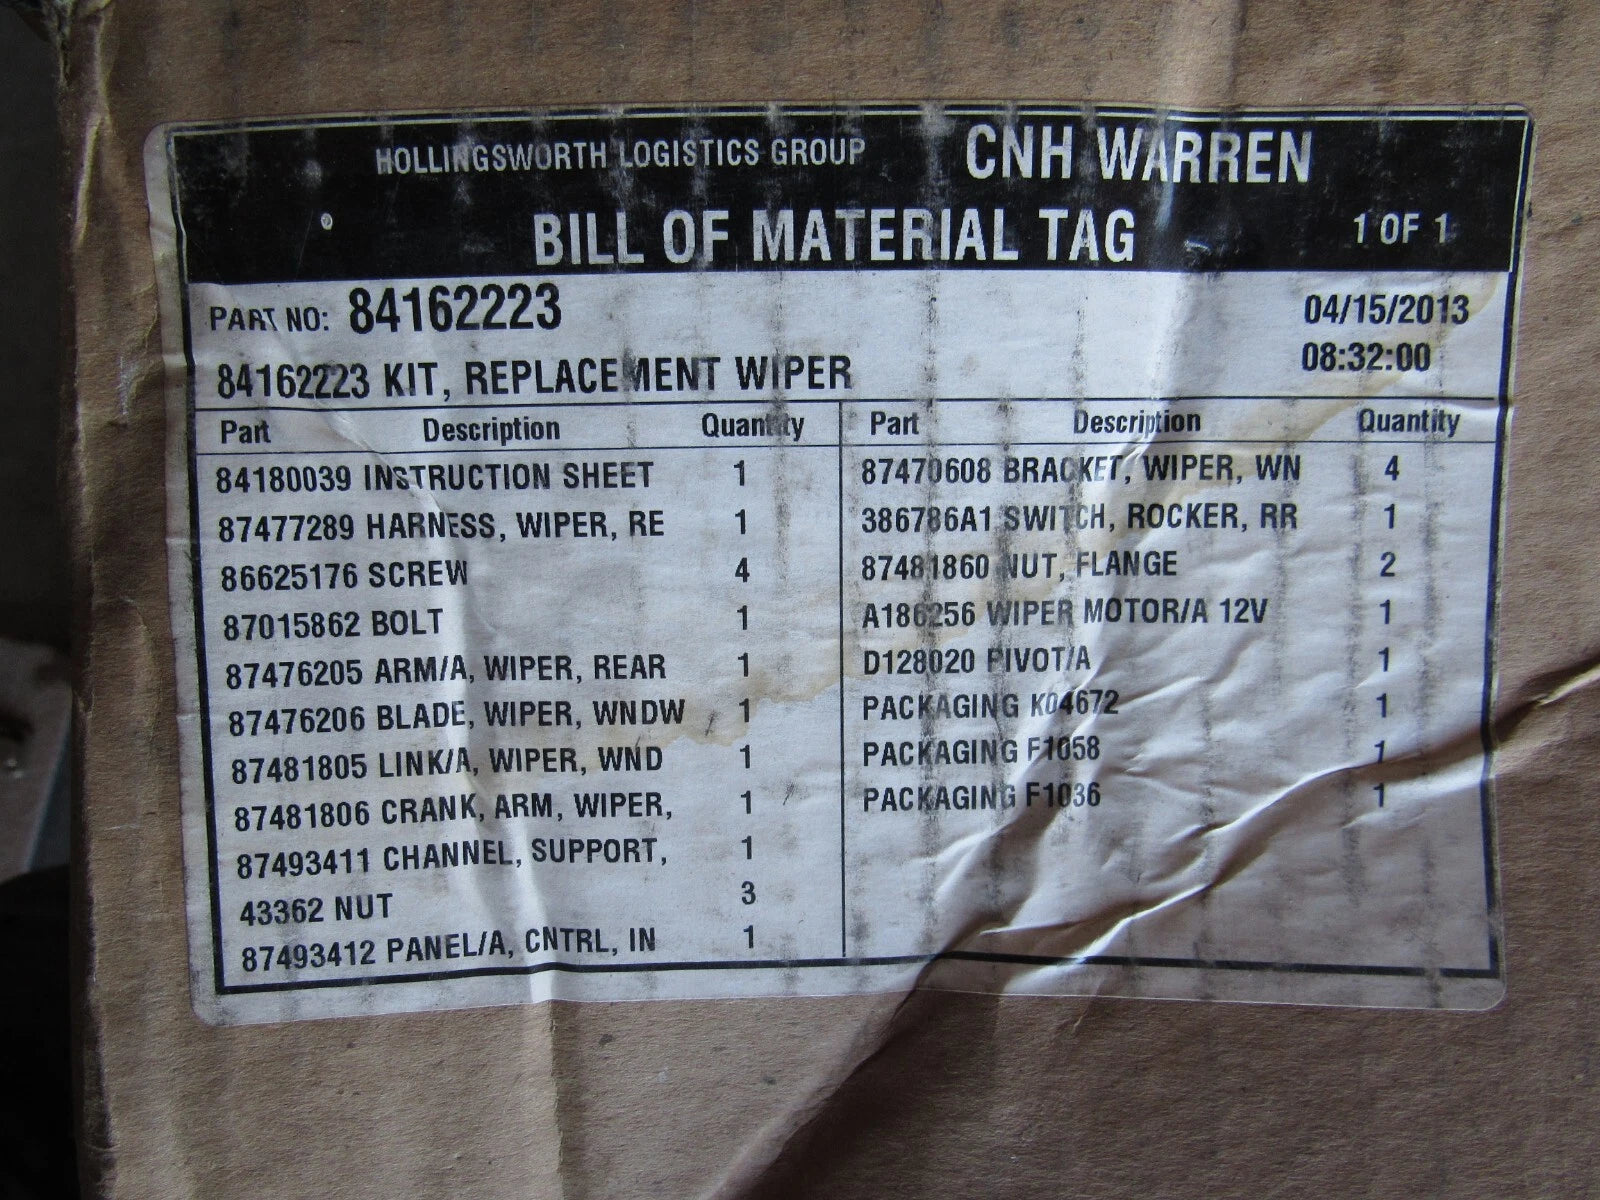 HOLLINGSWORTH LOGISTICS GROUP CNH WARREN
BILL OF MATERIAL TAG 1 OF 1
PART NO: 84162223 04/15/2013
84162223 KIT, REPLACEMENT WIPER 08:32:00
Part Description Quantity
84180039 INSTRUCTION SHEET 1
87477289 HARNESS, WIPER, RE 1
86625176 SCREW 4
87015862 BOLT 1
87476205 ARM/A, WIPER, REAR 1
87476206 BLADE, WIPER, WNDW 1
87481805 LINK/A, WIPER, WND 1
87481806 CRANK, ARM, WIPER, 1
87493411 CHANNEL, SUPPORT, 1
43362 NUT 3
87493412 PANEL/A, CNTRL, IN 1
Part Description Quantity
87470608 BRACKET, WIPER, WN 4
386786A1 SWITCH, ROCKER, RR 1
87481860 NUT, FLANGE 2
A186256 WIPER MOTOR/A 12V 1
D128020 PIVOT/A 1
PACKAGING K04672 1
PACKAGING F1058 1
PACKAGING F1036 1